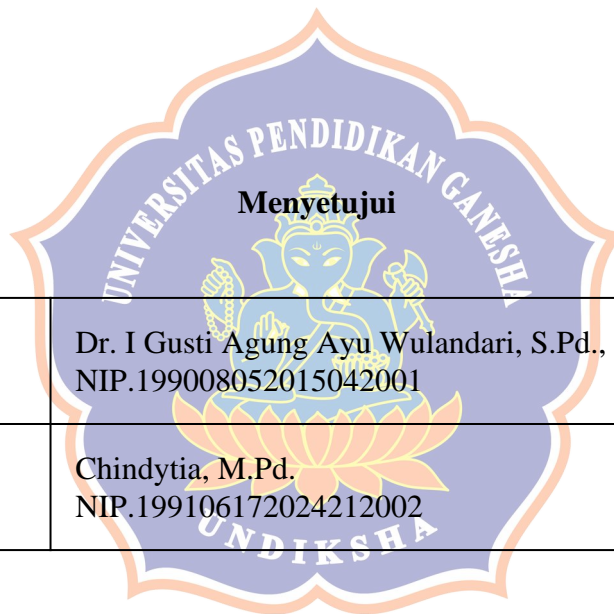 UNIVERSITAS PENDIDIKAN GANESHA
Menyetujui
Dr. I Gusti Agung Ayu Wulandari, S.Pd.,
NIP.199008052015042001
Chindytia, M.Pd.
NIP.199106172024212002
UNDIKSHA